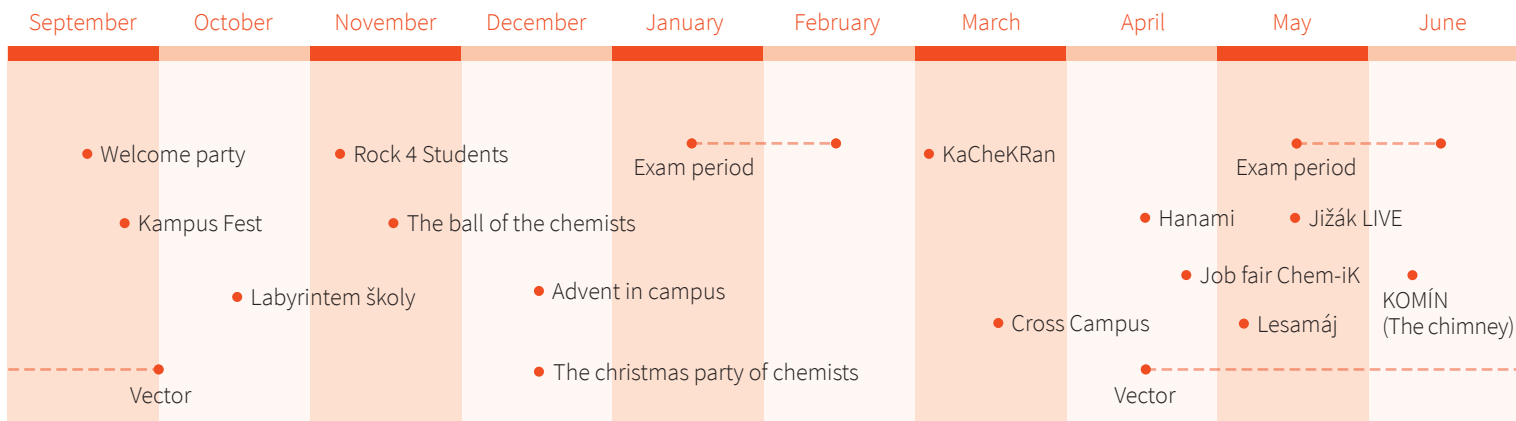 September October November December January February March April May June
Welcome party
Rock 4 Students
Exam period
KaCheKRan
Exam period
Kampus Fest
The ball of the chemists
Hanami
Jižák LIVE
Labyrintem školy
Advent in campus
Job fair Chem-iK
KOMÍN
(The chimney)
Cross Campus
Lesamáj
Vector
The christmas party of chemists
Vector